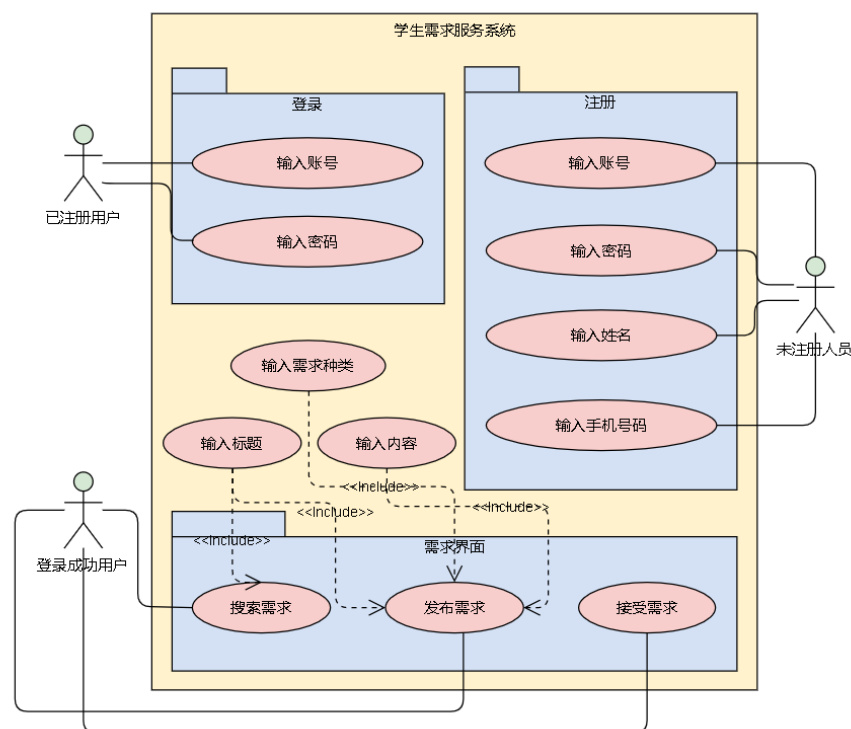 学生需求服务系统
登录
注册
输入账号
输入账号
已注册用户
输入密码
输入密码
输入姓名
未注册人员
输入需求种类
输入手机号码
输入标题
输入内容
<<Include>>
<<Include>>
<<Include>>
<<Include>>
需求界面
登录成功用户
搜索需求
发布需求
接受需求